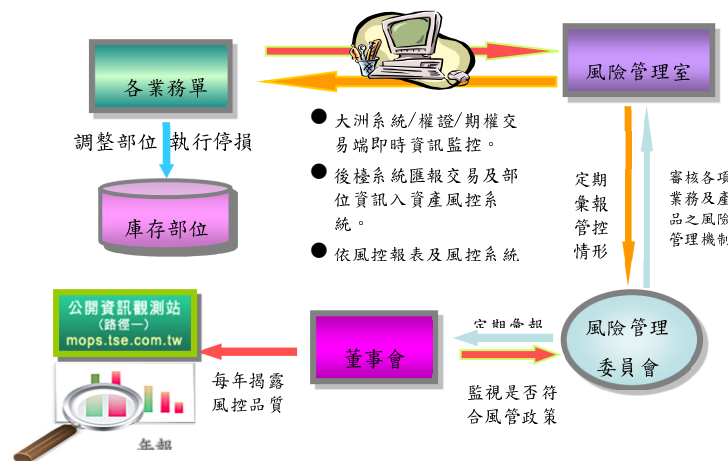 各業務單
風險管理室
調整部位 執行停損
庫存部位
● 大洲系統/權證/期權交
易端即時資訊監控。
● 後檯系統匯報交易及部
位資訊入資產風控系
統。
● 依風控報表及風控系統
定期
彙報
管控
情形
審核各項
業務及產
品之風險
管理機制
公開資訊觀測站
(路徑一)
mops.tse.com.tw
董事會
定期彙報
風險管理
委員會
每年揭露
風控品質
監視是否符
合風管政策
年報